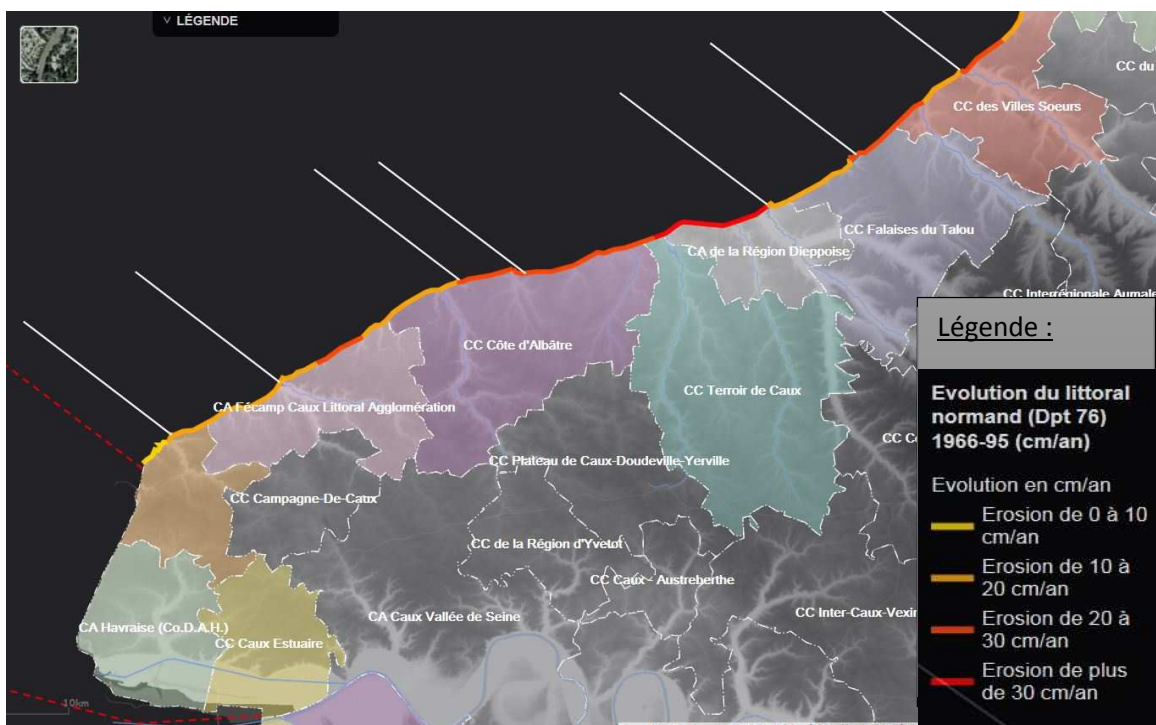 ˅ LÉGENDE
CC du
CC des Villes Soeurs
CC Falaises du Talou
CA de la Région Dieppoise
CC Interrégionale Aumale
CC Côte d'Albâtre
CC Terroir de Caux
CA Fécamp Caux Littoral Agglomération
CC Plateau de Caux-Doudeville-Yerville
CC Campagne-De-Caux
CC de la Région d'Yvetot
CC Caux - Austreberthe
CA Caux Vallée de Seine
CC Inter-Caux-Vexin
CA Havraise (Co.D.A.H.)
CC Caux Estuaire
10km
Légende :
Evolution du littoral
normand (Dpt 76)
1966-95 (cm/an)
Evolution en cm/an
Erosion de 0 à 10
cm/an
Erosion de 10 à
20 cm/an
Erosion de 20 à
30 cm/an
Erosion de plus
de 30 cm/an